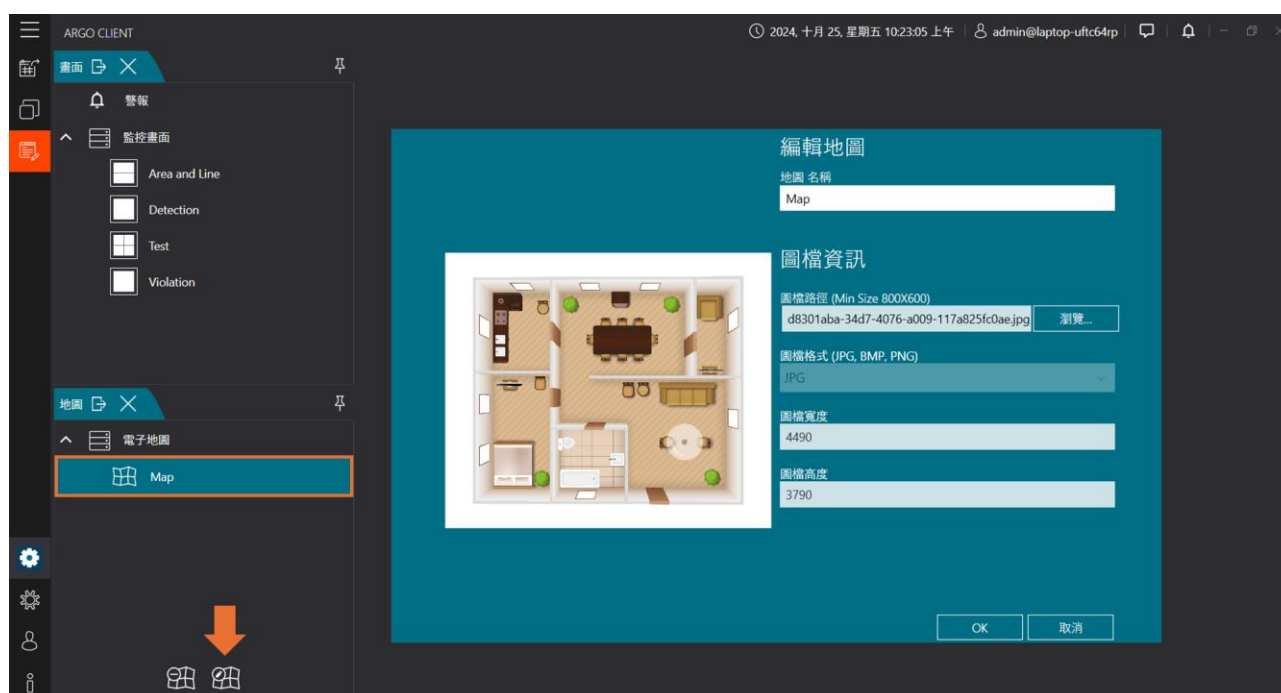 ARGO CLIENT
2024, 十月 25, 星期五 10:23:05 上午
admin@laptop-uftc64rp
畫面
警報
監控畫面
Area and Line
Detection
Test
Violation
地圖
電子地圖
Map
編輯地圖
地圖 名稱
Map
圖檔資訊
圖檔路徑 (Min Size 800X600)
d8301aba-34d7-4076-a009-117a825fc0ae.jpg
瀏覽...
圖檔格式 (JPG, BMP, PNG)
JPG
圖檔寬度
4490
圖檔高度
3790
OK
取消